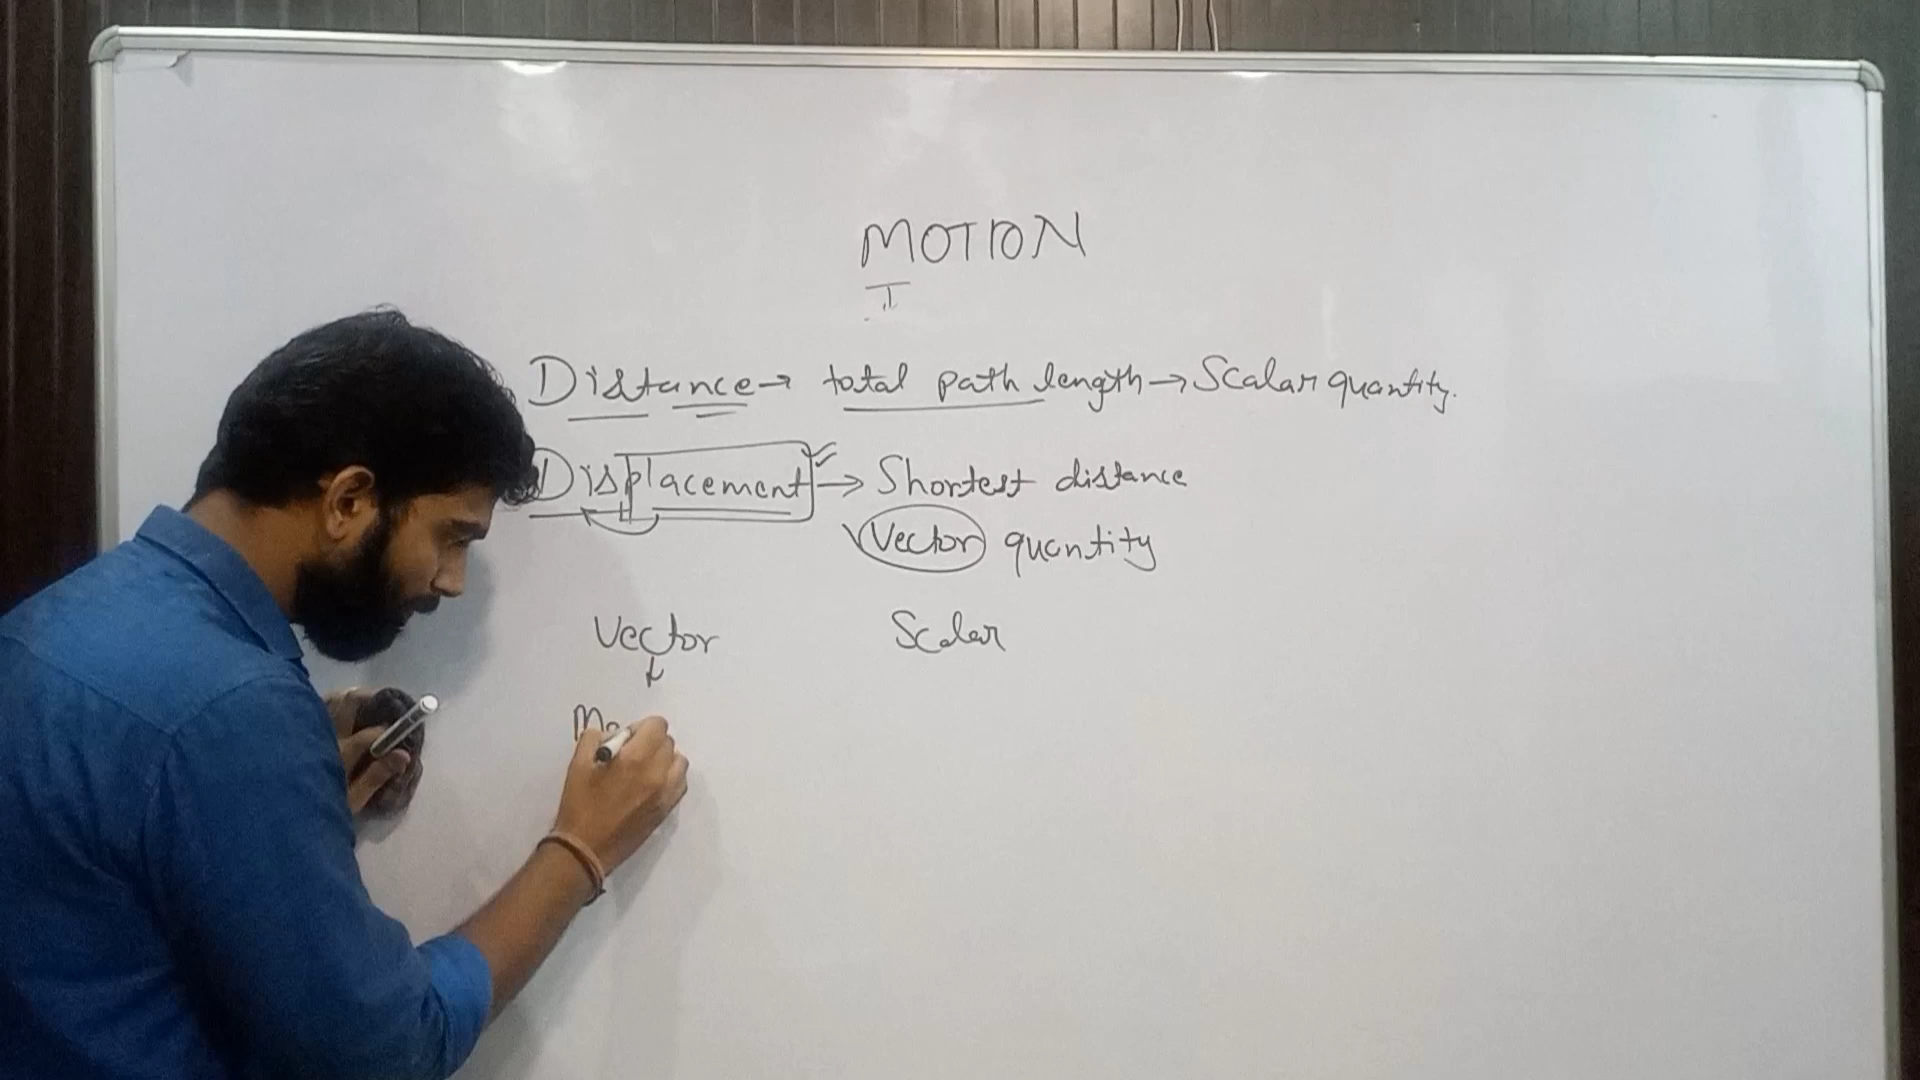 MOTION
I
Distance → total path length → Scalar quantity.
Displacement → Shortest distance
Vector quantity
Vector Scalar